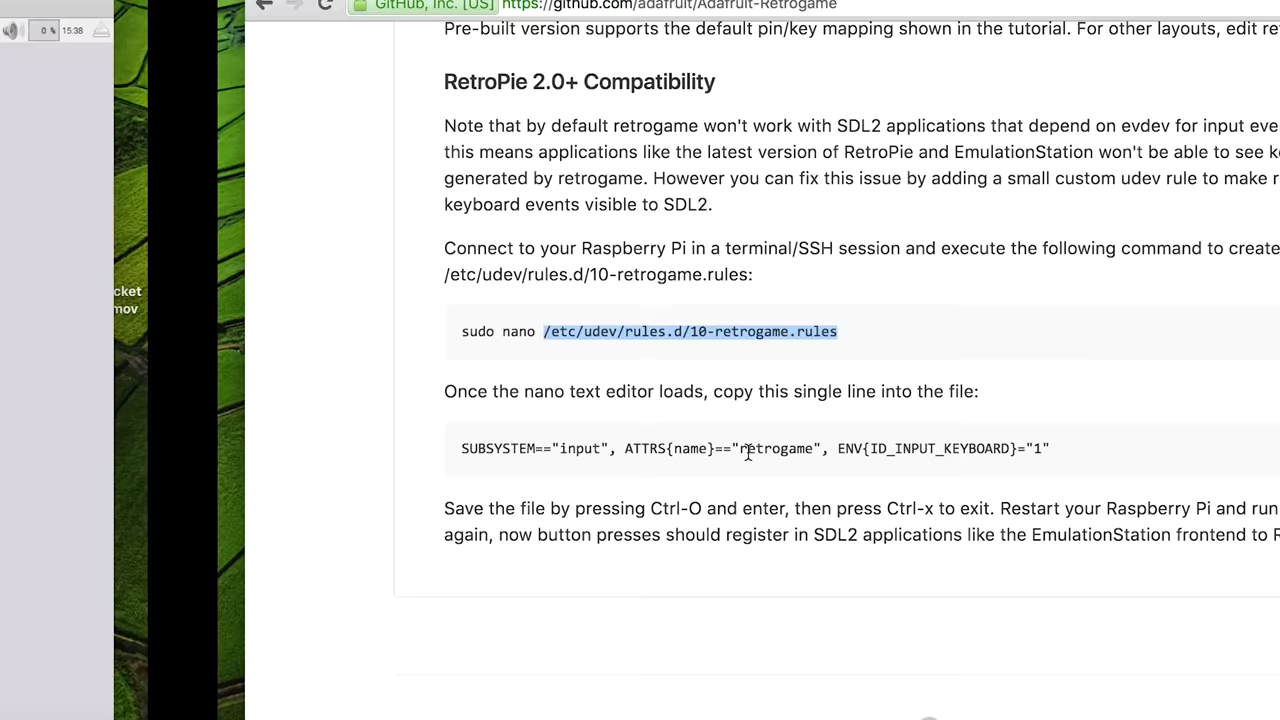 GitHub, Inc. [US] https://github.com/adafruit/Adafruit-Retrogame
0 % 15:38
Pre-built version supports the default pin/key mapping shown in the tutorial. For other layouts, edit
RetroPie 2.0+ Compatibility
Note that by default retrogame won't work with SDL2 applications that depend on evdev for input
this means applications like the latest version of RetroPie and EmulationStation won't be able to see
generated by retrogame. However you can fix this issue by adding a small custom udev rule to make
keyboard events visible to SDL2.
Connect to your Raspberry Pi in a terminal/SSH session and execute the following command to create
/etc/udev/rules.d/10-retrogame.rules:
cket
mov
sudo nano /etc/udev/rules.d/10-retrogame.rules
Once the nano text editor loads, copy this single line into the file:
SUBSYSTEM=="input", ATTRS{name}=="retrogame", ENV{ID_INPUT_KEYBOARD}="1"
Save the file by pressing Ctrl-O and enter, then press Ctrl-x to exit. Restart your Raspberry Pi and run
again, now button presses should register in SDL2 applications like the EmulationStation frontend to